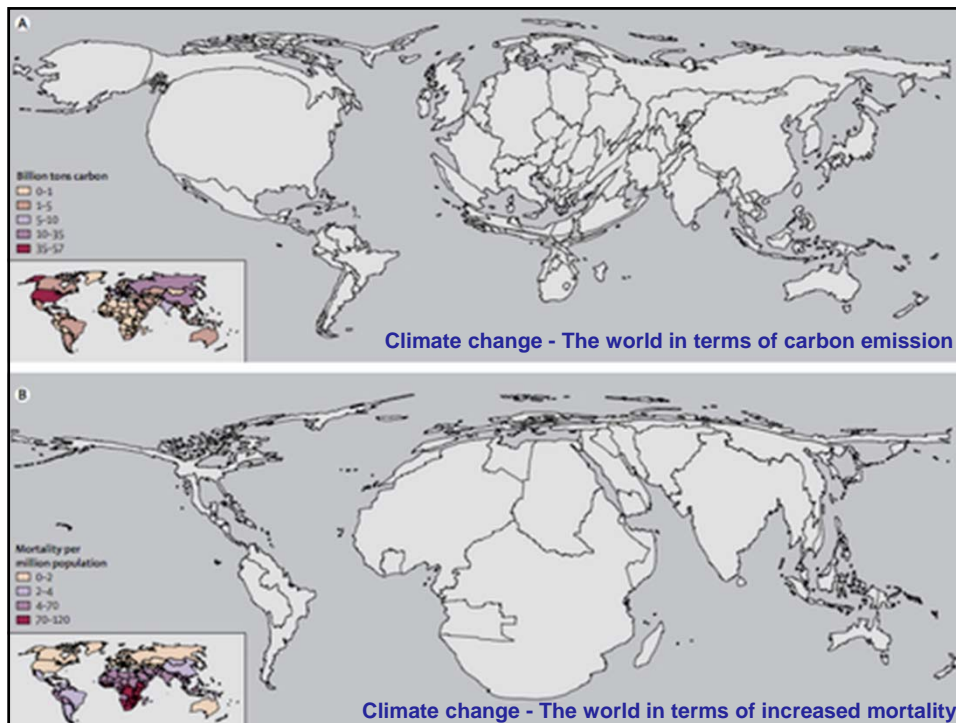 A
Billion tons carbon
0-1
1-5
5-10
10-35
35-57
Climate change - The world in terms of carbon emission
B
Mortality per
million population
0-2
2-4
4-70
70-120
Climate change - The world in terms of increased mortality